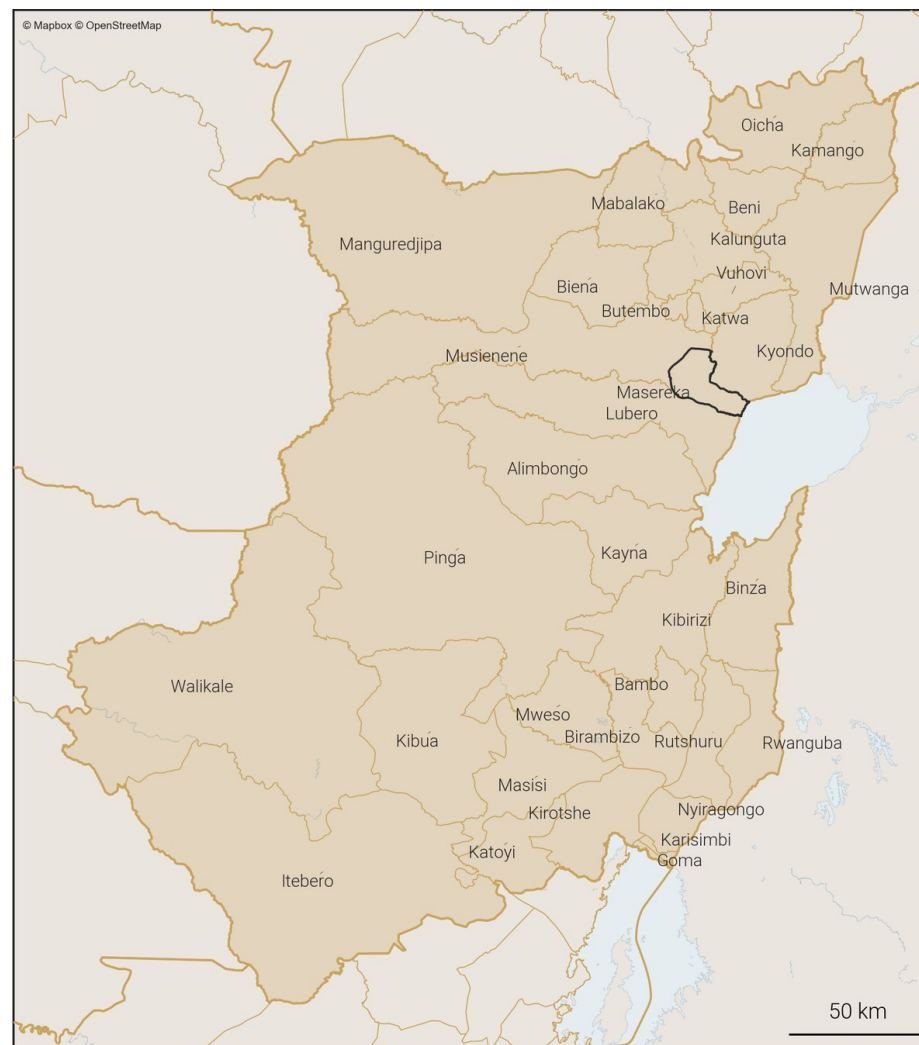 © Mapbox © OpenStreetMap
Oicha
Kamango
Mabalako
Beni
Manguredjipa
Kalunguta
Vuhovi
Biena
Mutwanga
Butembo
Katwa
Musienene
Kyondo
Masereka
Lubero
Alimbongo
Kayna
Pinga
Binza
Kibirizi
Walikale
Bambo
Mweso
Birambizo
Kibua
Rutshuru
Rwanguba
Masisi
Kirotshe
Nyiragongo
Karisimbi
Katoyi
Goma
Itebero
50 km